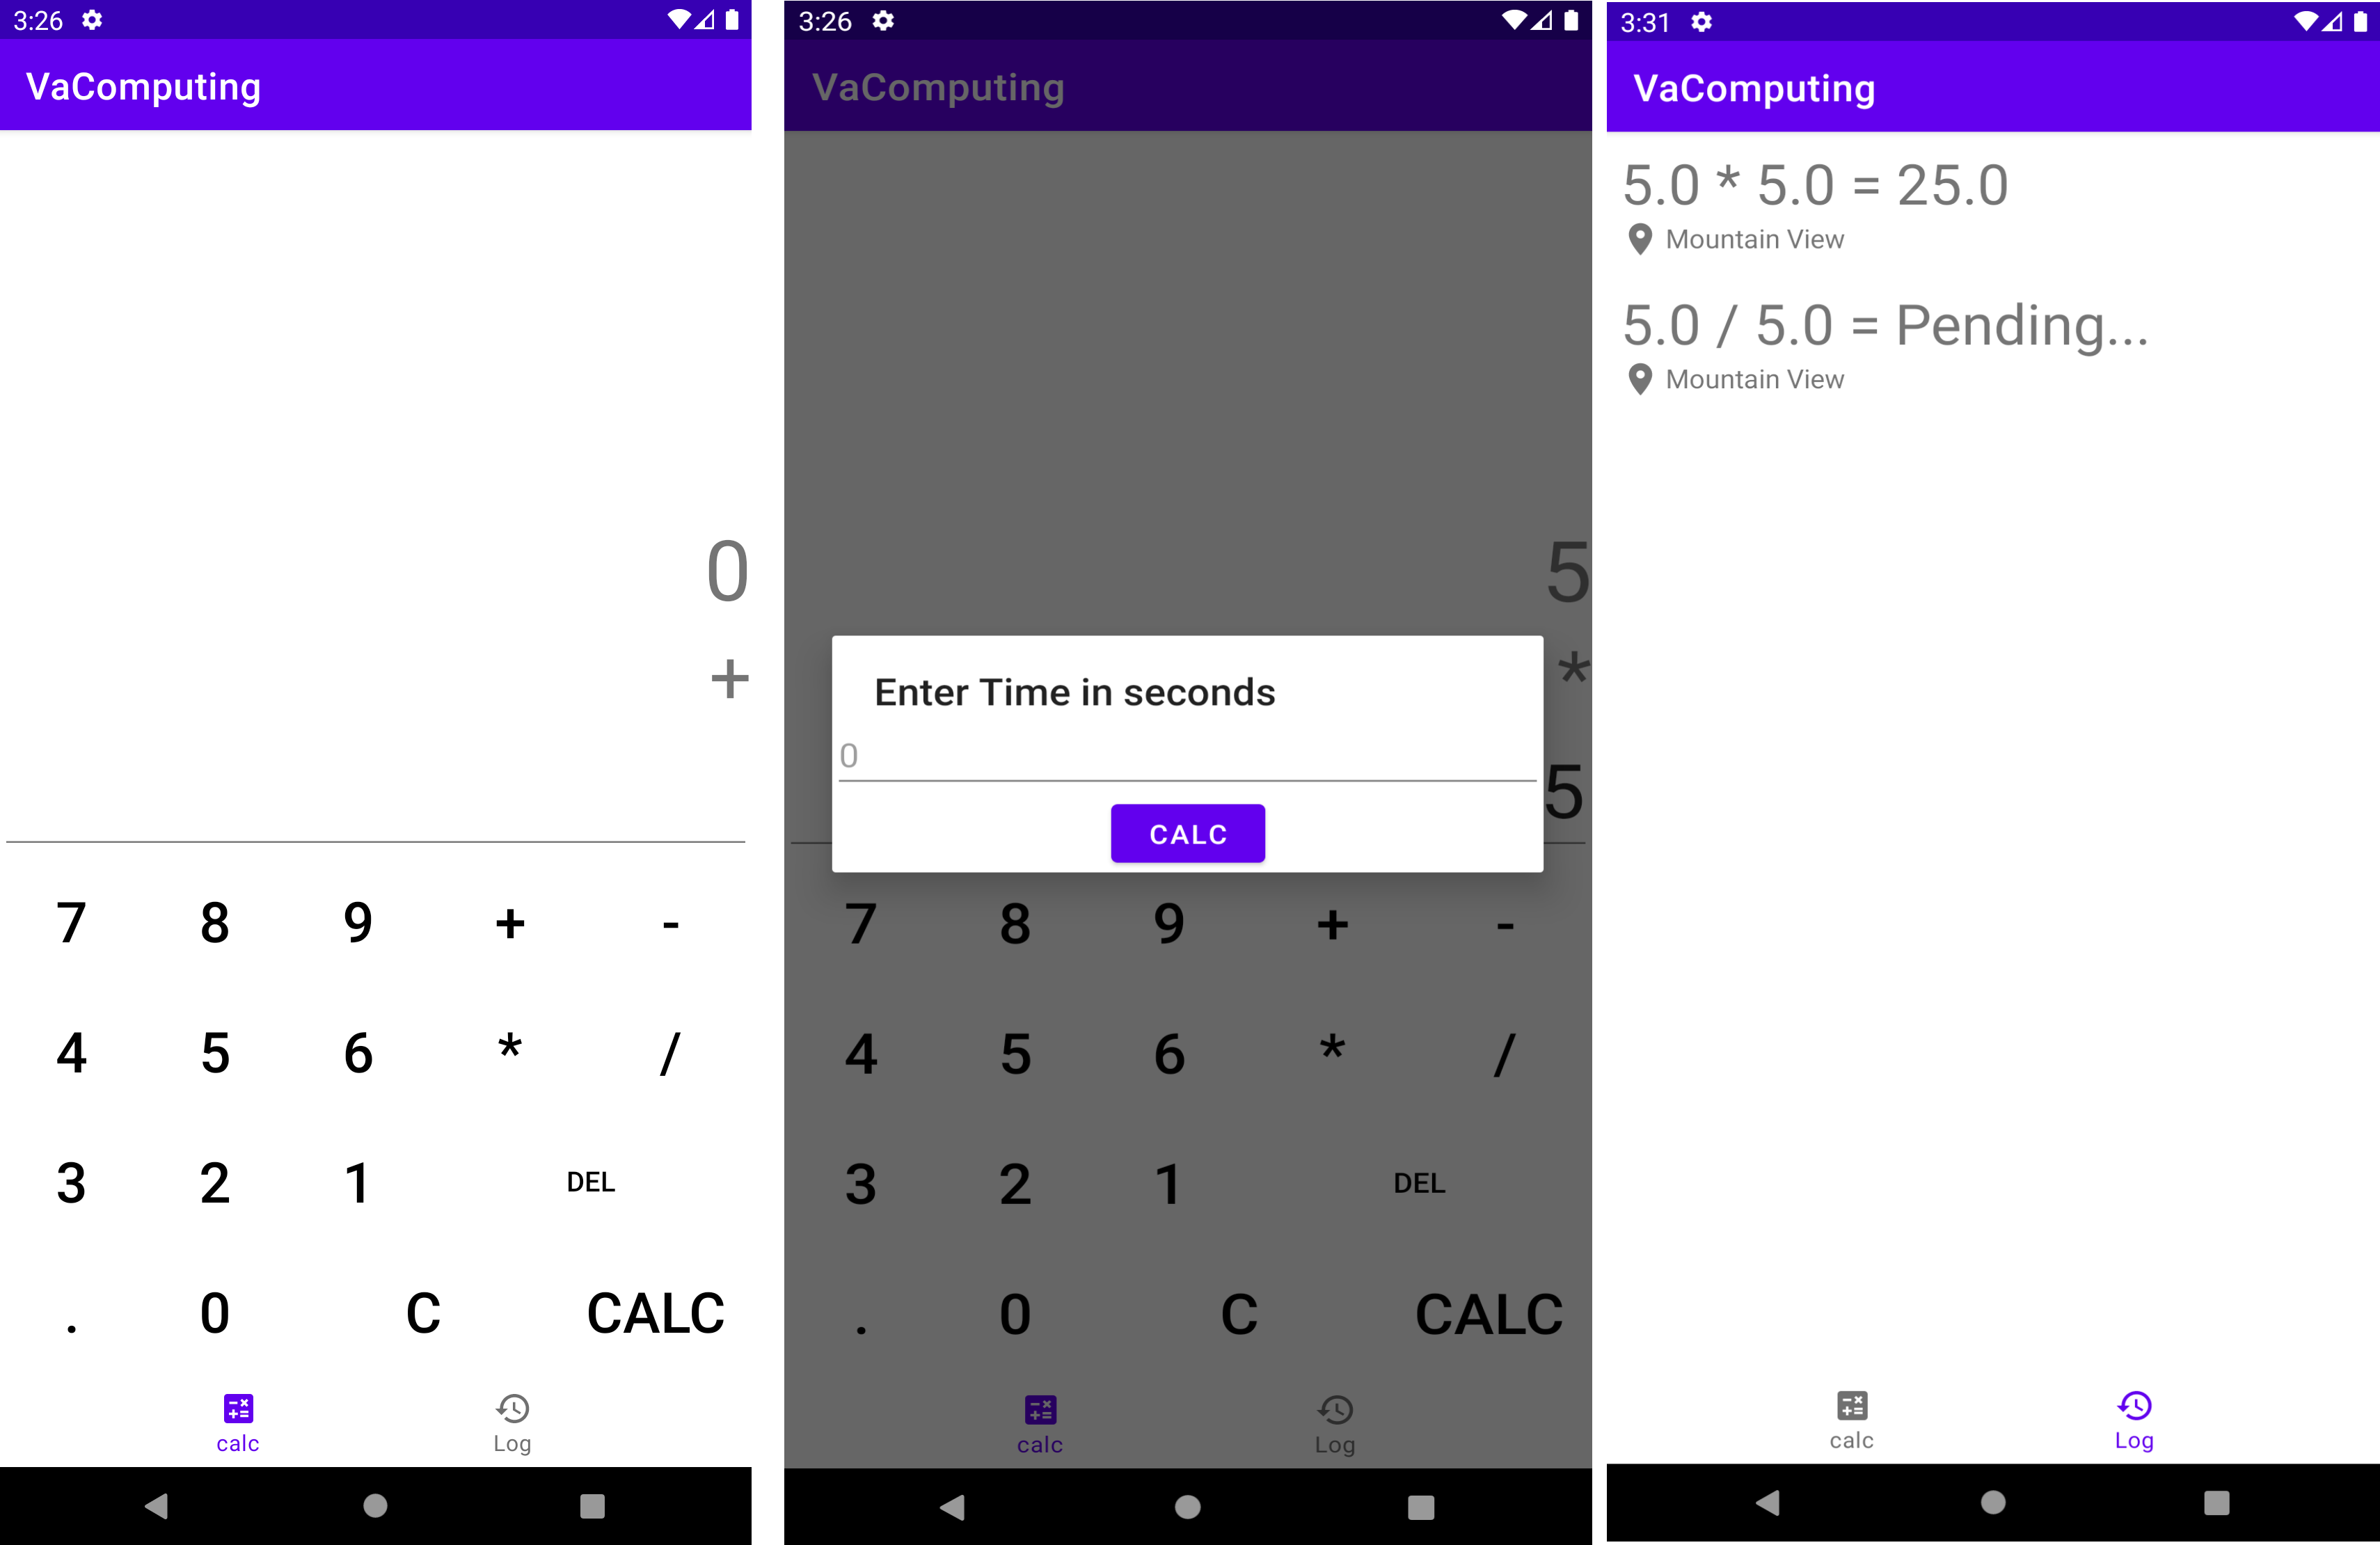 3:26
VaComputing
0
+
7 8 9 + -
4 5 6 * /
3 2 1 DEL
. 0 C CALC
calc Log
3:26
VaComputing
5
*
5
Enter Time in seconds
0
CALC
7 8 9 + -
4 5 6 * /
3 2 1 DEL
. 0 C CALC
calc Log
3:31
VaComputing
5.0 * 5.0 = 25.0
Mountain View
5.0 / 5.0 = Pending...
Mountain View
calc Log